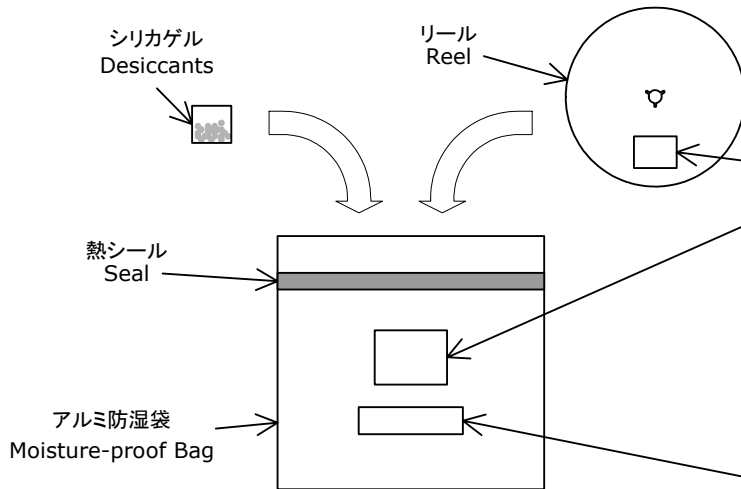 シリカゲル
Desiccants
リール
Reel
熱シール
Seal
アルミ防湿袋
Moisture-proof Bag